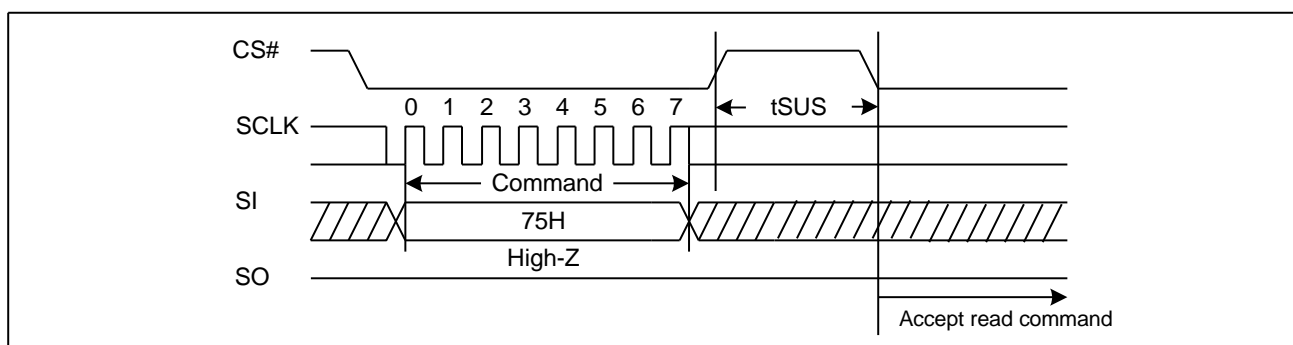 CS#
tSUS
0 1 2 3 4 5 6 7
SCLK
Command
SI
75H
High-Z
SO
Accept read command